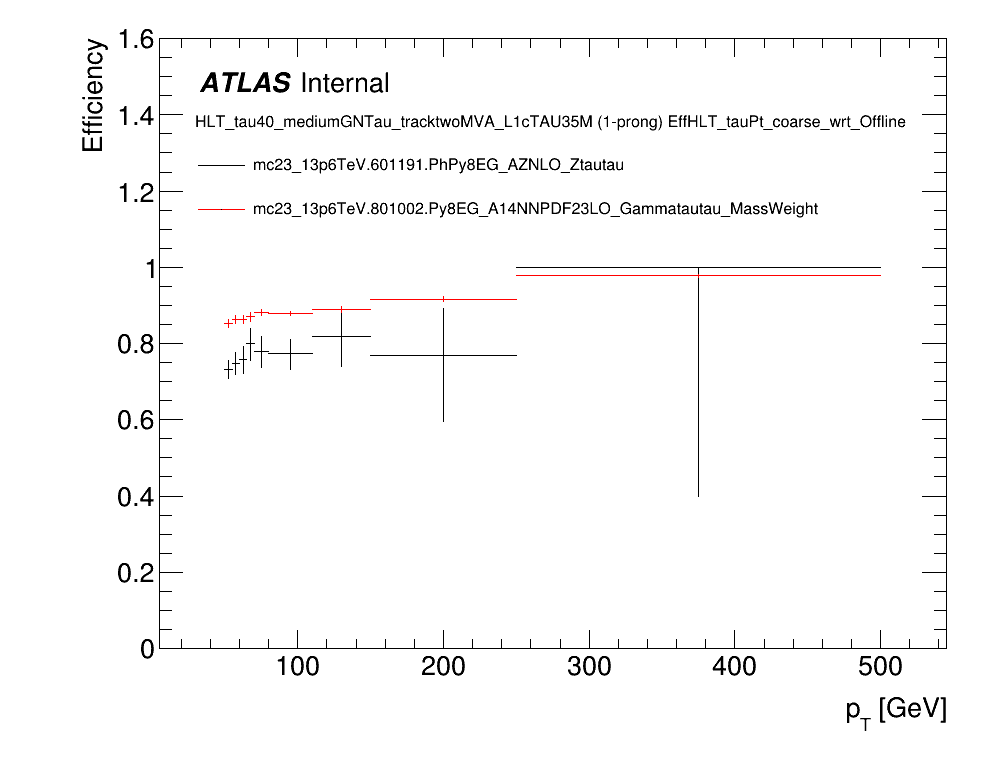 1.6
Efficiency
ATLAS Internal
1.4
HLT_tau40_mediumGNTau_tracktwoMVA_L1cTAU35M (1-prong) EffHLT_tauPt_coarse_wrt_Offline
mc23_13p6TeV.601191.PhPy8EG_AZNLO_Ztautau
1.2
mc23_13p6TeV.801002.Py8EG_A14NNPDF23LO_Gammatautau_MassWeight
1
0.8
0.6
0.4
0.2
0
100 200 300 400 500
p_T [GeV]